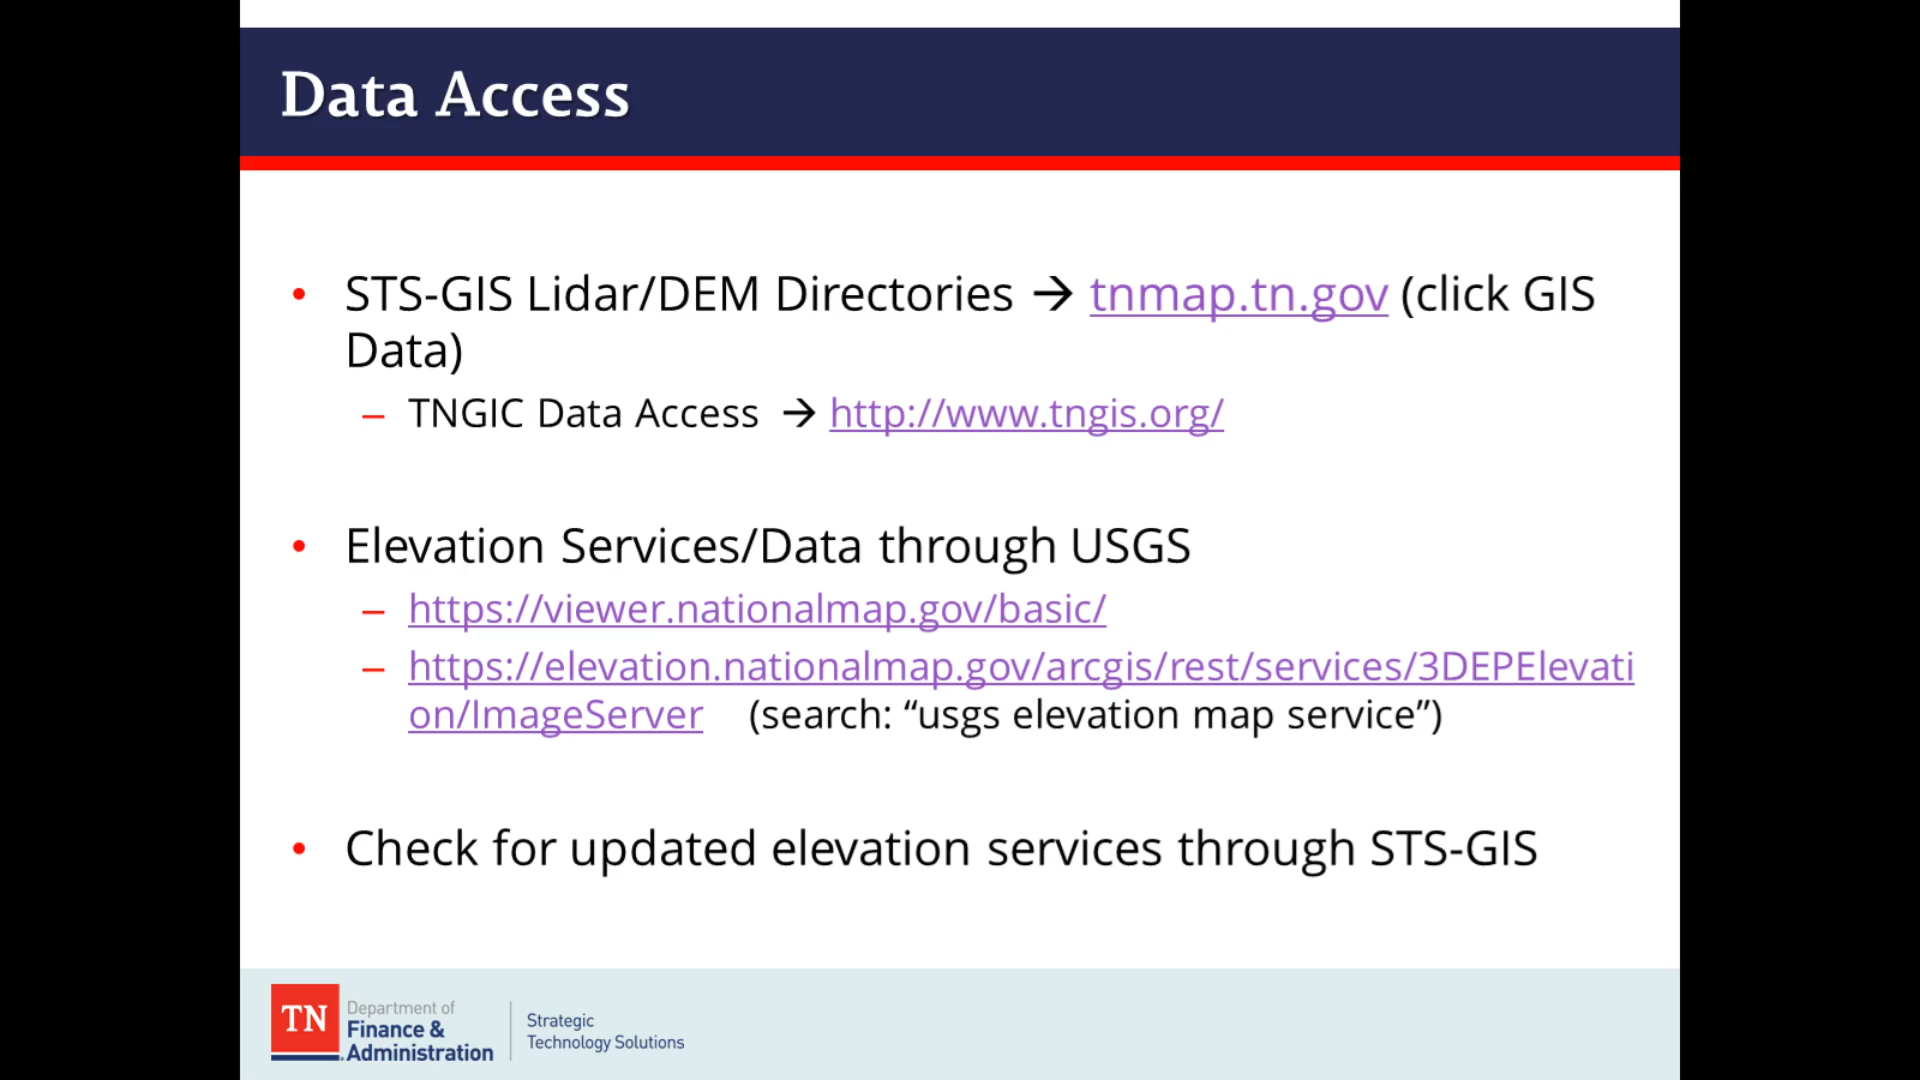 Data Access
• STS-GIS Lidar/DEM Directories → tnmap.tn.gov (click GIS
Data)
– TNGIC Data Access → http://www.tngis.org/
• Elevation Services/Data through USGS
– https://viewer.nationalmap.gov/basic/
– https://elevation.nationalmap.gov/arcgis/rest/services/3DEPElevati
on/ImageServer (search: “usgs elevation map service”)
• Check for updated elevation services through STS-GIS
TN
Department of
Finance &
Administration
Strategic
Technology Solutions